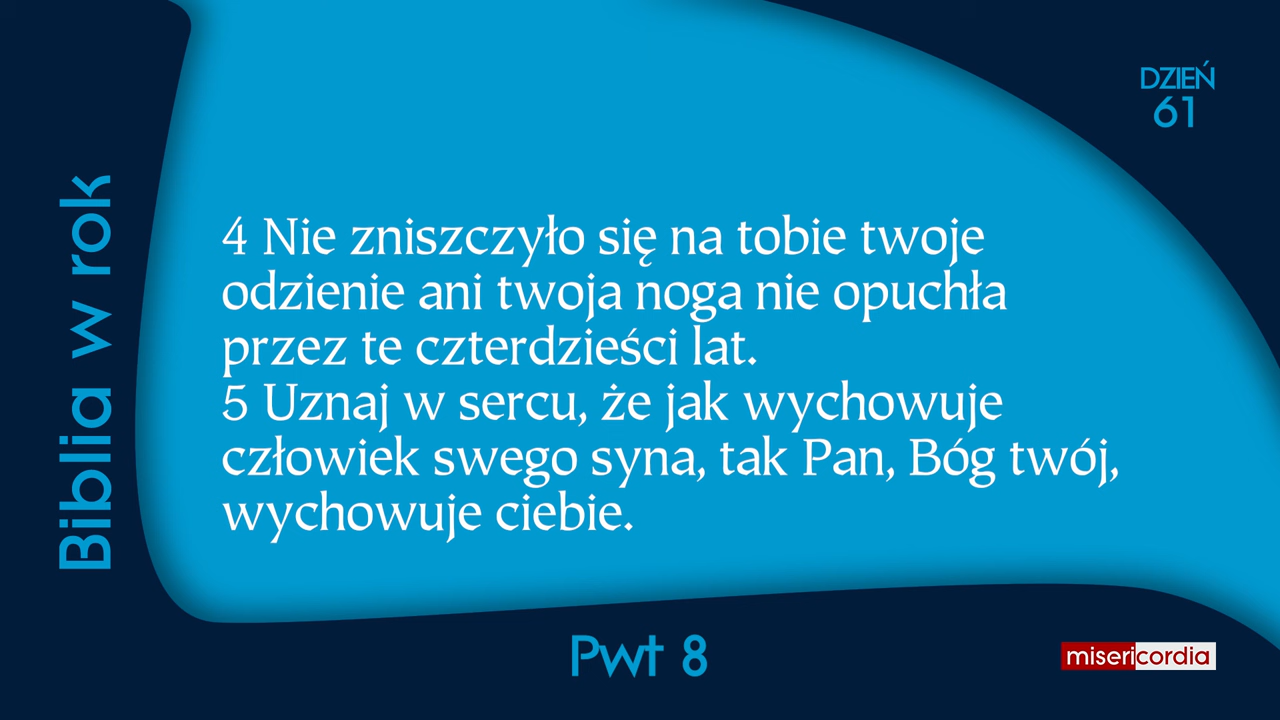 DZIEŃ
61
Biblia w rok
4 Nie zniszczyło się na tobie twoje
odzienie ani twoja noga nie opuchła
przez te czterdzieści lat.
5 Uznaj w sercu, że jak wychowuje
człowiek swego syna, tak Pan, Bóg twój,
wychowuje ciebie.
Pwt 8
misericordia